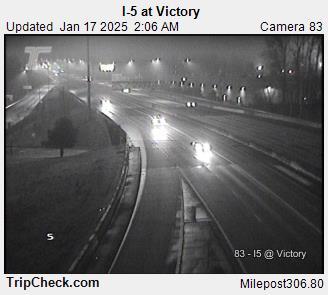 I-5 at Victory
Updated  Jan 17 2025  2:06 AM Camera 83
S
83 - I5 @ Victory
TripCheck.com Milepost306.80